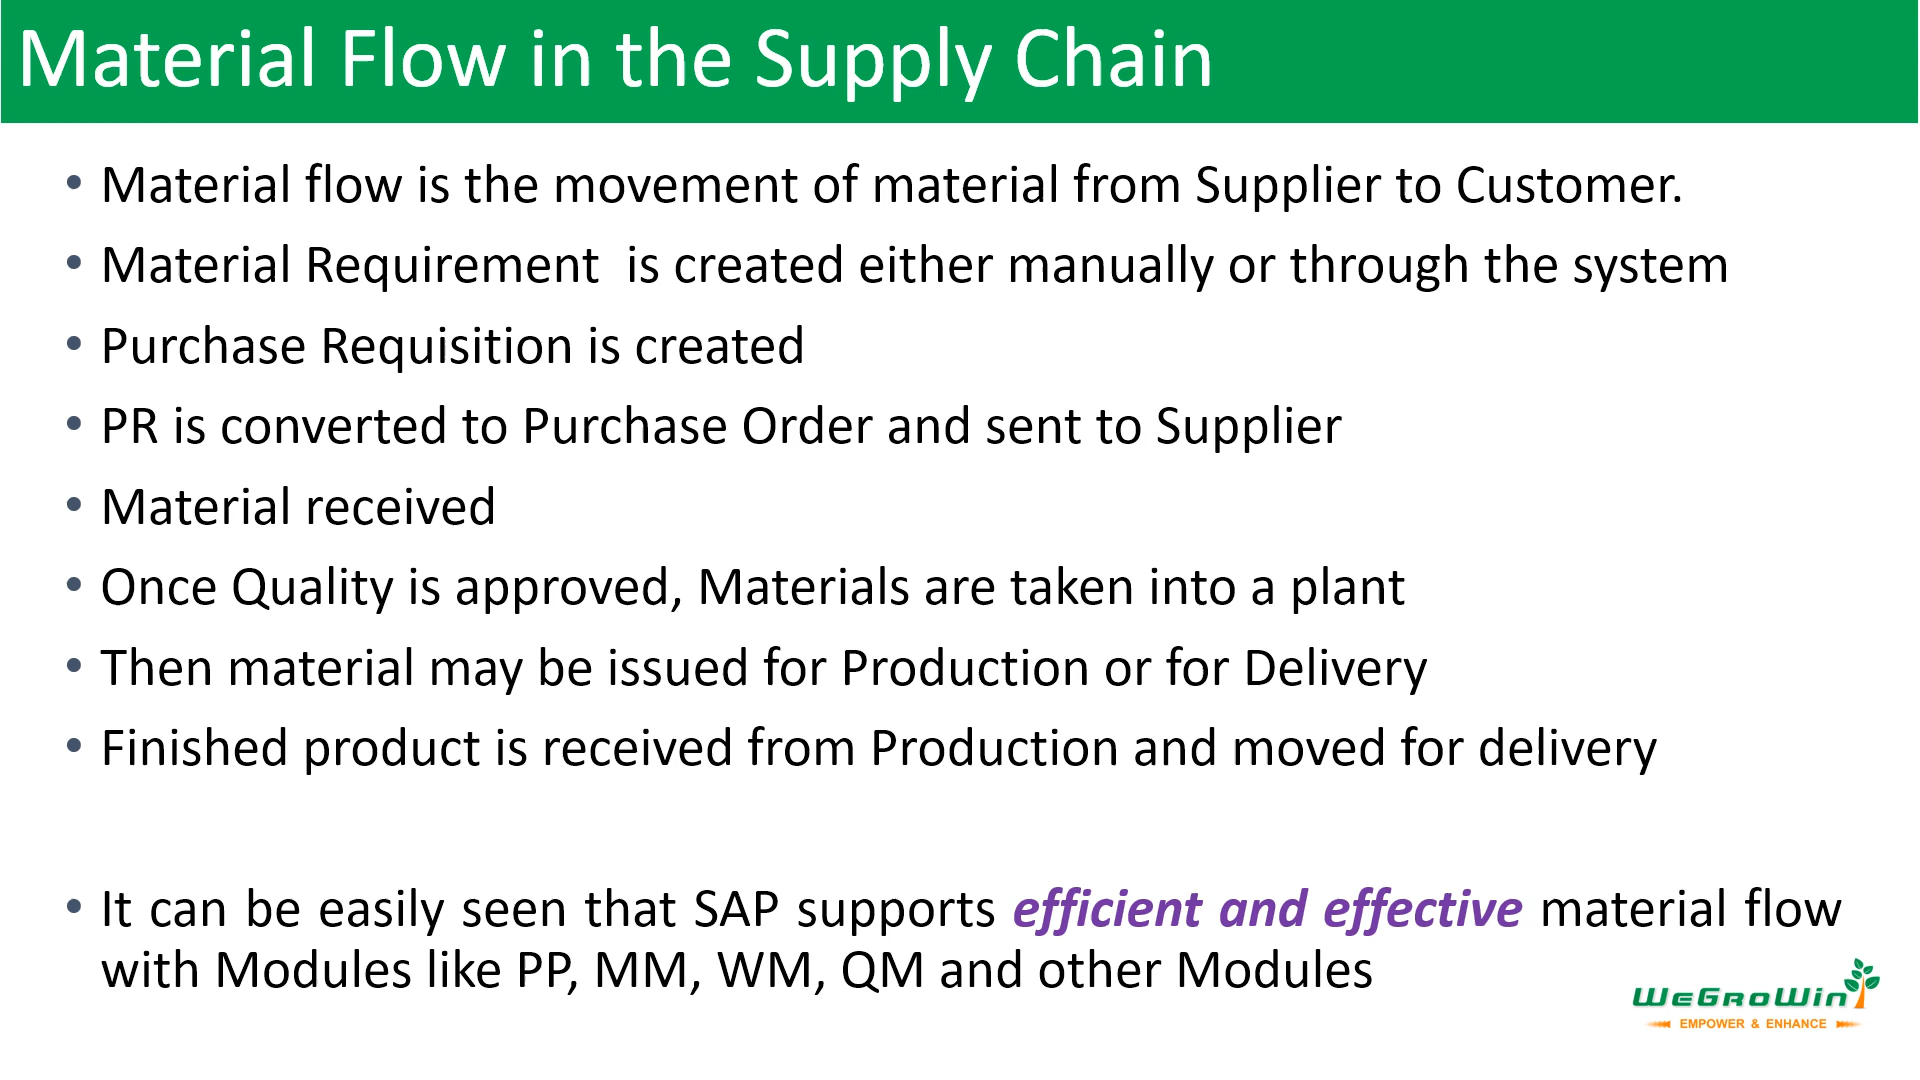 Material Flow in the Supply Chain
• Material flow is the movement of material from Supplier to Customer.
• Material Requirement  is created either manually or through the system
• Purchase Requisition is created
• PR is converted to Purchase Order and sent to Supplier
• Material received
• Once Quality is approved, Materials are taken into a plant
• Then material may be issued for Production or for Delivery
• Finished product is received from Production and moved for delivery
• It can be easily seen that SAP supports efficient and effective material flow
with Modules like PP, MM, WM, QM and other Modules
WeGroWin
EMPOWER & ENHANCE